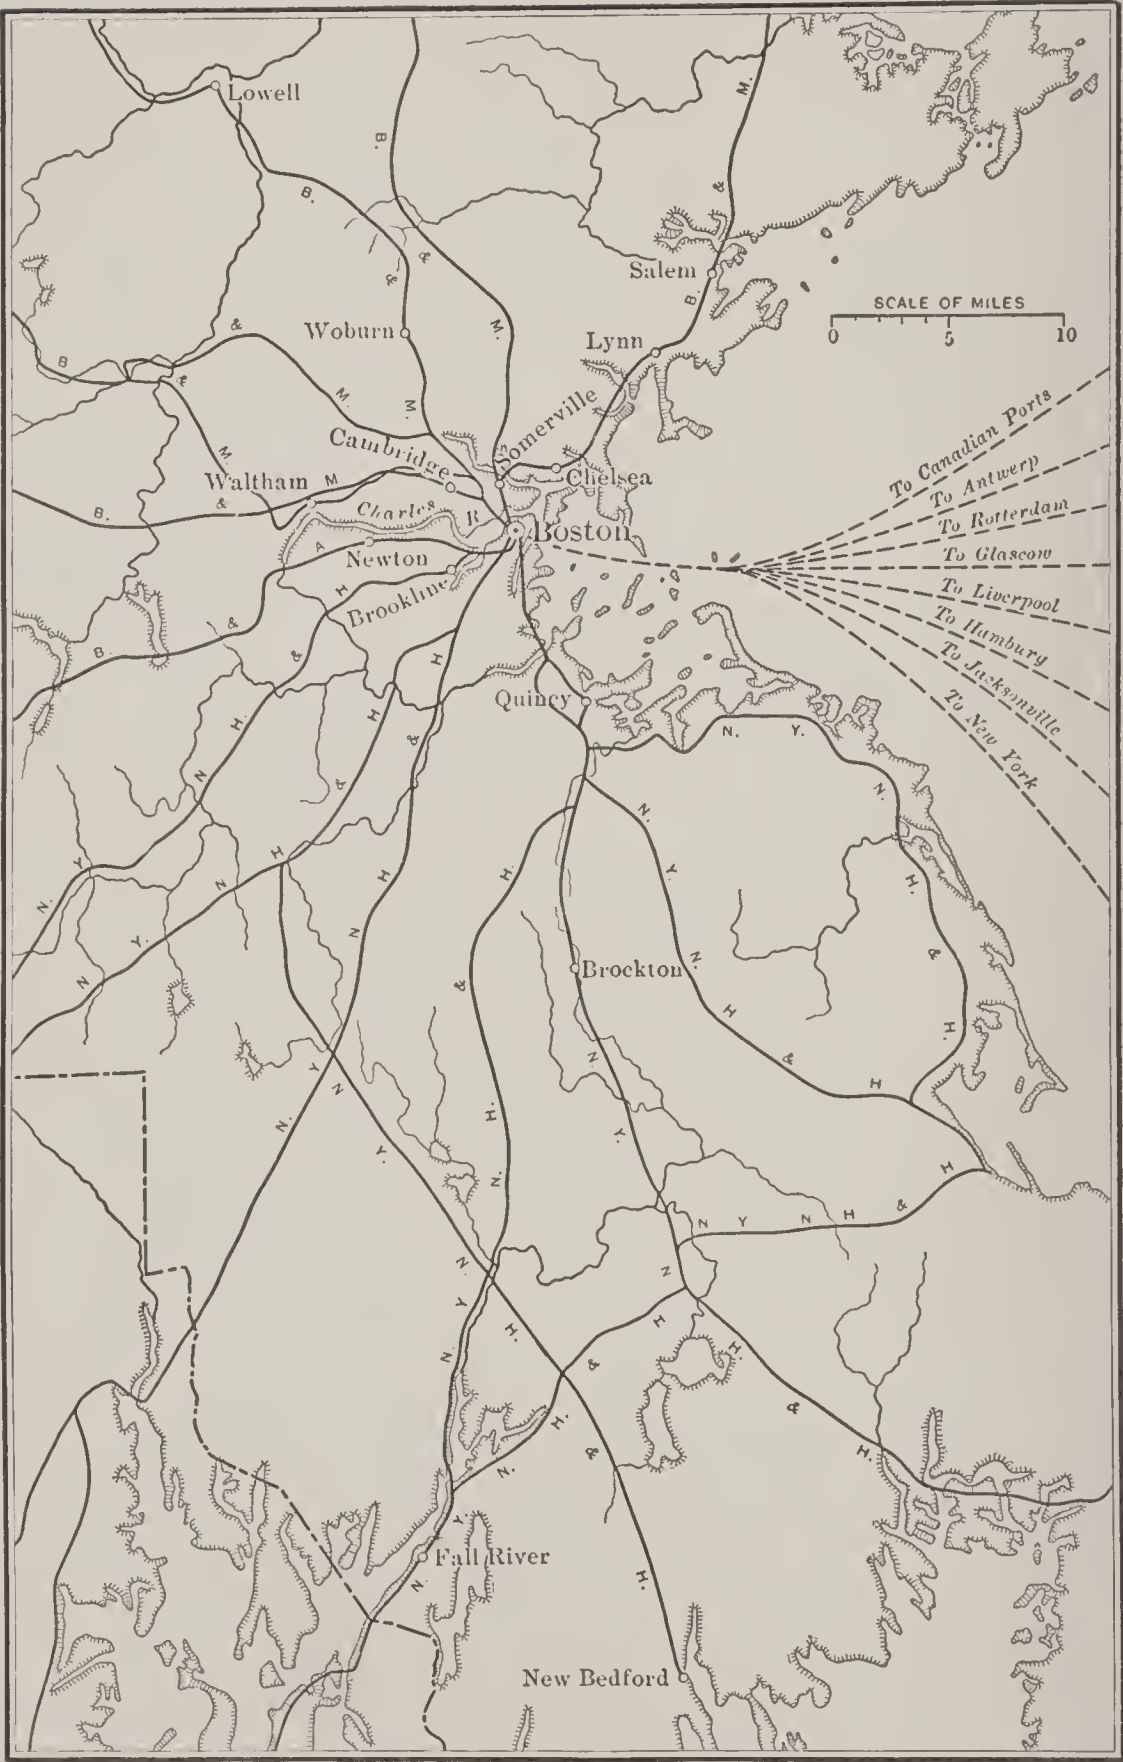 Lowell
B.
M.
&
B.
&
&
Salem
B.
SCALE OF MILES
0 5 10
Woburn
M.
Lynn
&
B
&
M.
M.
Somerville
Cambridge
Chelsea
M.
Waltham
M
&
B.
Charles R
Boston
A
Newton
Brookline
H
&
B.
To Canadian Ports
To Antwerp
To Rotterdam
To Glascow
To Liverpool
To Hamburg
To Jacksonville
To New York
H
&
H.
H
&
N
&
Y
N.
Quincy
N. Y.
N.
H.
&
H.
H
N
Y.
N
H
N
Y
N.
H.
&
H.
N.
N.
Y.
N.
H
&
H
Brockton
N.
Y.
N
Y.
H
&
H
N
Y
N
N
Y.
N.
H.
&
H.
H
&
N
H.
&
H.
N
Y
N.
H.
N.
Y.
Fall River
N.
H.
New Bedford